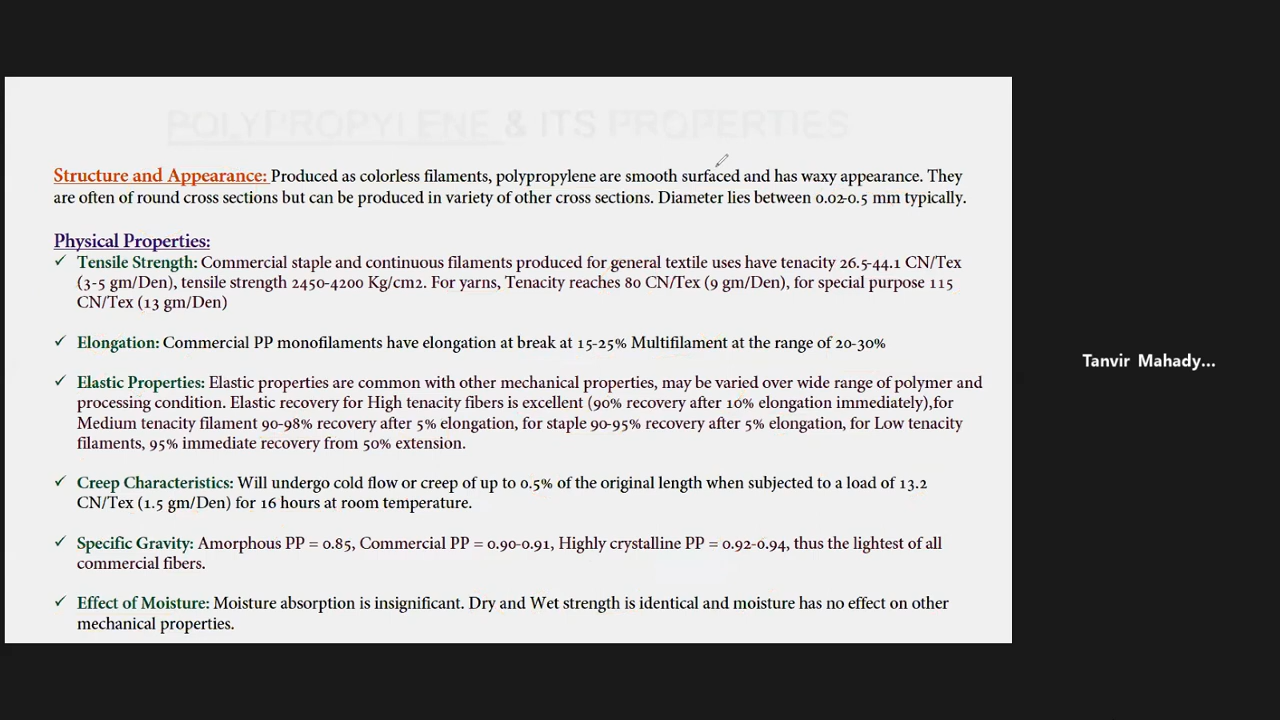 POLYPROPYLENE & ITS PROPERTIES
Structure and Appearance: Produced as colorless filaments, polypropylene are smooth surfaced and has waxy appearance. They
are often of round cross sections but can be produced in variety of other cross sections. Diameter lies between 0.02-0.5 mm typically.
Physical Properties:
✓ Tensile Strength: Commercial staple and continuous filaments produced for general textile uses have tenacity 26.5-44.1 CN/Tex
(3-5 gm/Den), tensile strength 2450-4200 Kg/cm2. For yarns, Tenacity reaches 80 CN/Tex (9 gm/Den), for special purpose 115
CN/Tex (13 gm/Den)
✓ Elongation: Commercial PP monofilaments have elongation at break at 15-25% Multifilament at the range of 20-30%
✓ Elastic Properties: Elastic properties are common with other mechanical properties, may be varied over wide range of polymer and
processing condition. Elastic recovery for High tenacity fibers is excellent (90% recovery after 10% elongation immediately),for
Medium tenacity filament 90-98% recovery after 5% elongation, for staple 90-95% recovery after 5% elongation, for Low tenacity
filaments, 95% immediate recovery from 50% extension.
✓ Creep Characteristics: Will undergo cold flow or creep of up to 0.5% of the original length when subjected to a load of 13.2
CN/Tex (1.5 gm/Den) for 16 hours at room temperature.
✓ Specific Gravity: Amorphous PP = 0.85, Commercial PP = 0.90-0.91, Highly crystalline PP = 0.92-0.94, thus the lightest of all
commercial fibers.
✓ Effect of Moisture: Moisture absorption is insignificant. Dry and Wet strength is identical and moisture has no effect on other
mechanical properties.
Tanvir Mahady...